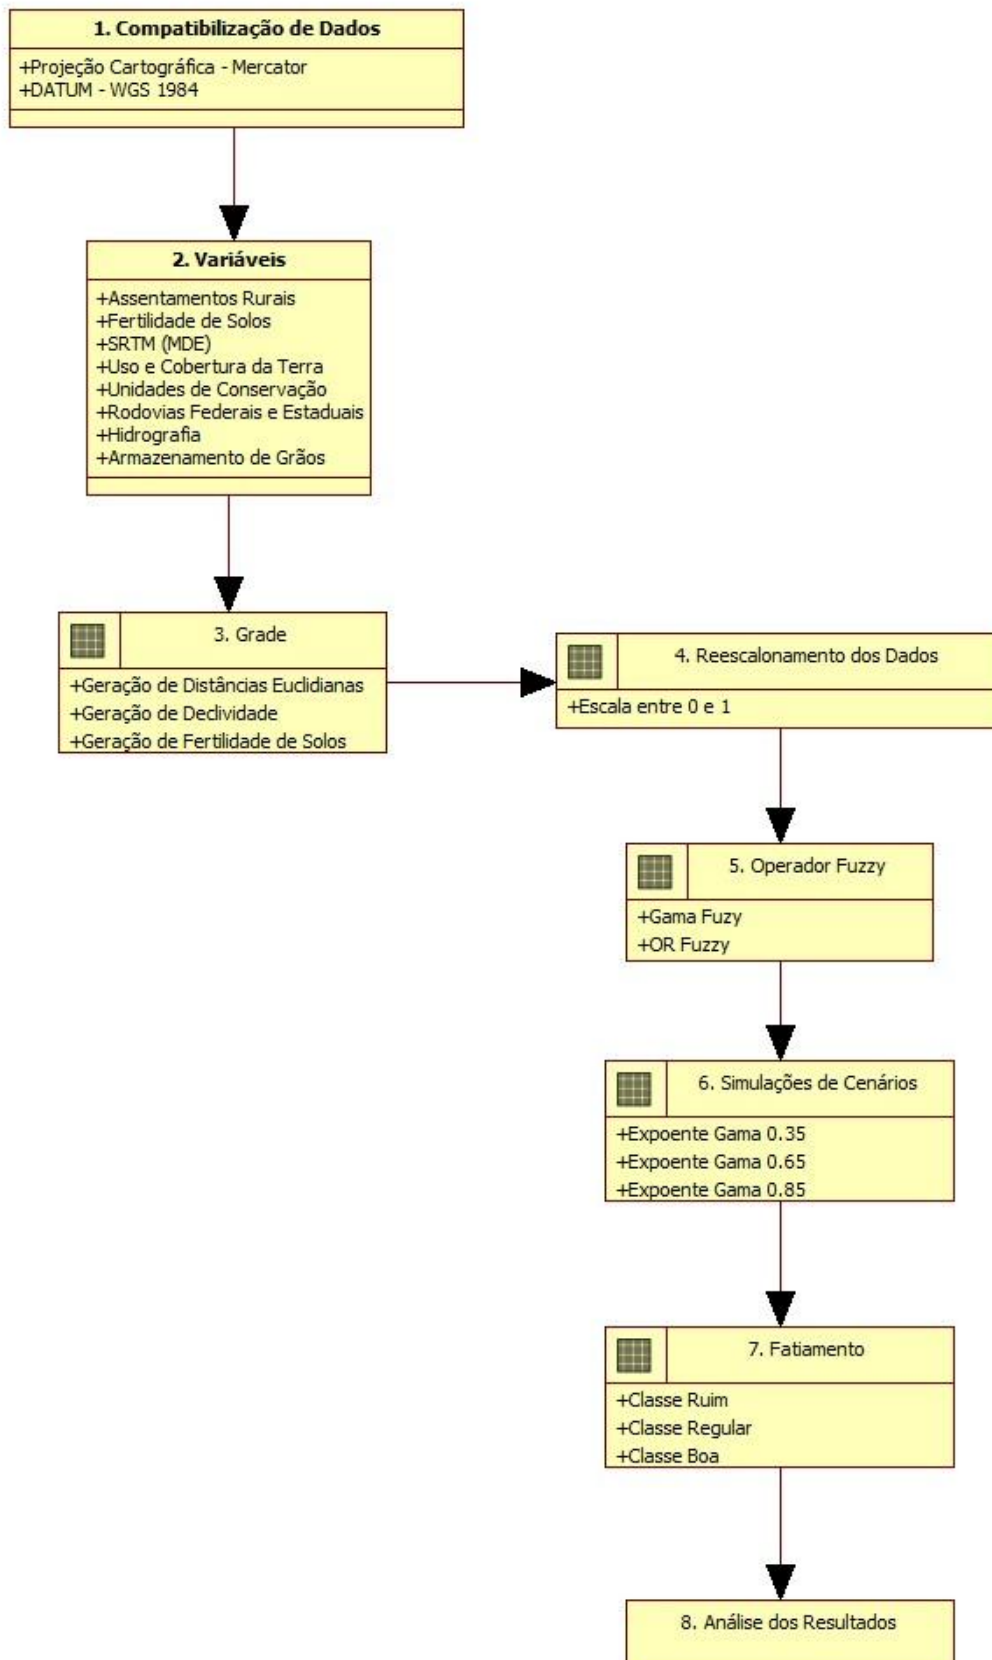 1. Compatibilização de Dados
+Projeção Cartográfica - Mercator
+DATUM - WGS 1984
2. Variáveis
+Assentamentos Rurais
+Fertilidade de Solos
+SRTM (MDE)
+Uso e Cobertura da Terra
+Unidades de Conservação
+Rodovias Federais e Estaduais
+Hidrografia
+Armazenamento de Grãos
3. Grade
+Geração de Distâncias Euclidianas
+Geração de Declividade
+Geração de Fertilidade de Solos
4. Reescalonamento dos Dados
+Escala entre 0 e 1
5. Operador Fuzzy
+Gama Fuzy
+OR Fuzzy
6. Simulações de Cenários
+Expoente Gama 0.35
+Expoente Gama 0.65
+Expoente Gama 0.85
7. Fatiamento
+Classe Ruim
+Classe Regular
+Classe Boa
8. Análise dos Resultados